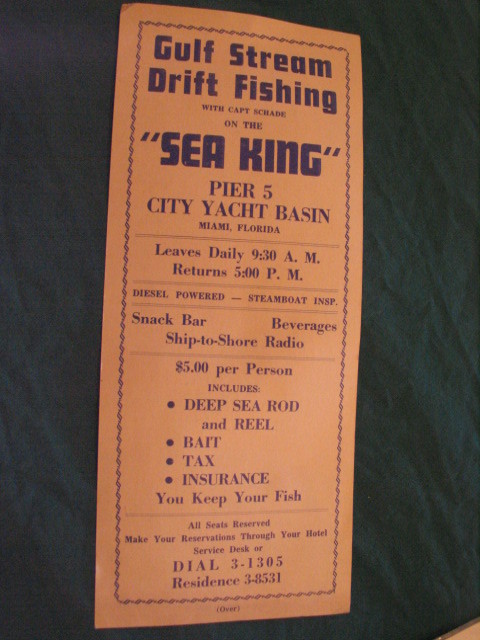 Gulf Stream
Drift Fishing
WITH CAPT SCHADE
ON THE
"SEA KING"
PIER 5
CITY YACHT BASIN
MIAMI, FLORIDA
Leaves Daily 9:30 A. M.
Returns 5:00 P. M.
DIESEL POWERED — STEAMBOAT INSP.
Snack Bar Beverages
Ship-to-Shore Radio
$5.00 per Person
INCLUDES:
• DEEP SEA ROD
and REEL
• BAIT
• TAX
• INSURANCE
You Keep Your Fish
All Seats Reserved
Make Your Reservations Through Your Hotel
Service Desk or
DIAL 3-1305
Residence 3-8531
(Over)